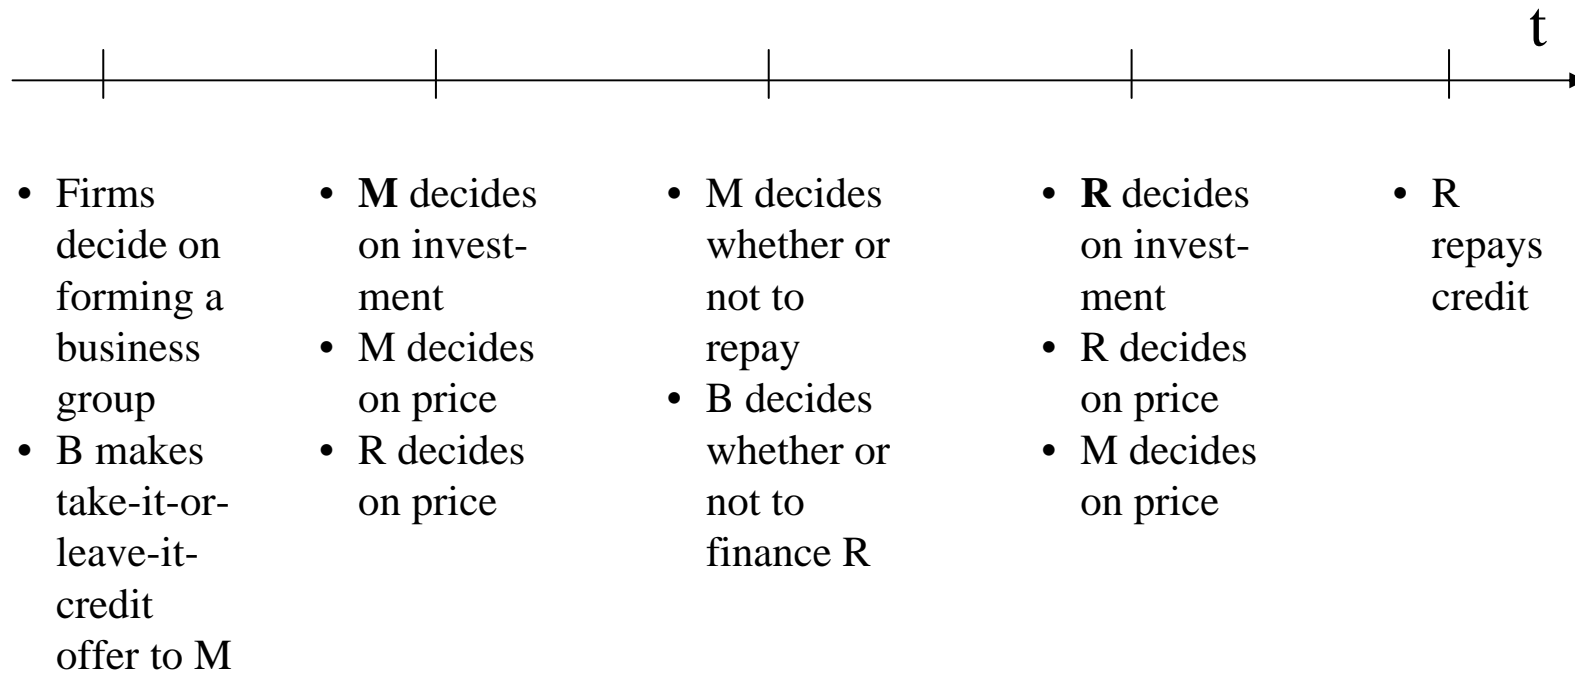 t
• Firms
decide on
forming a
business
group
• B makes
take-it-or-
leave-it-
credit
offer to M
• M decides
on invest-
ment
• M decides
on price
• R decides
on price
• M decides
whether or
not to
repay
• B decides
whether or
not to
finance R
• R decides
on invest-
ment
• R decides
on price
• M decides
on price
• R
repays
credit